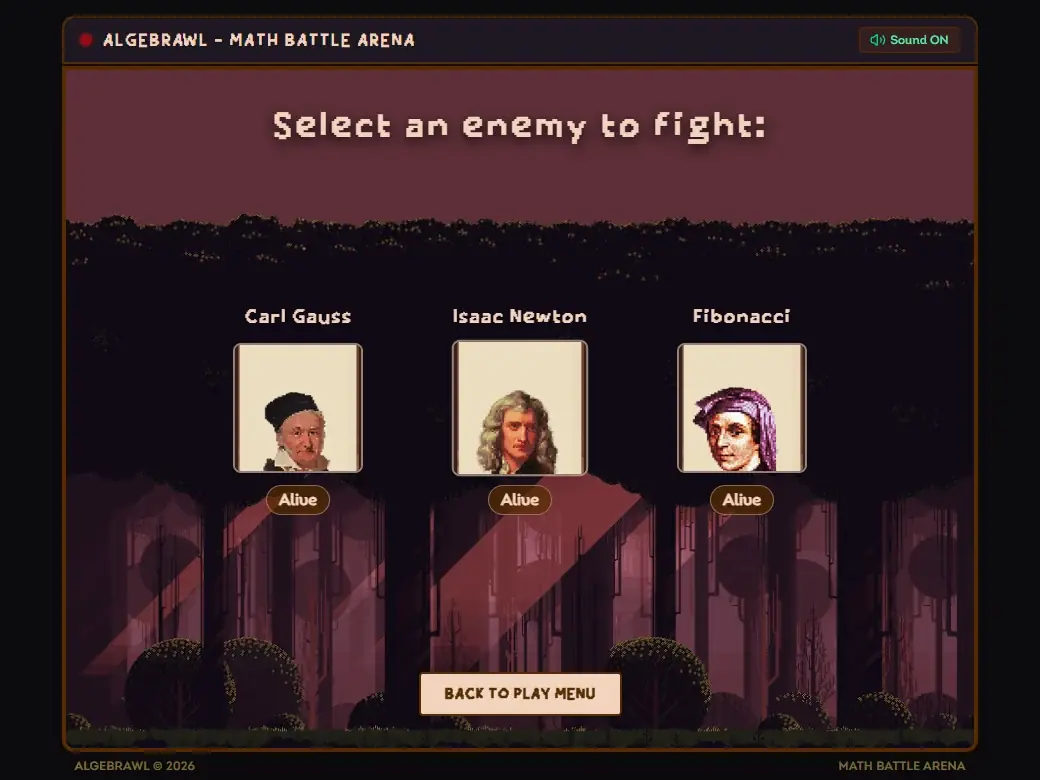 ALGEBRAWL - MATH BATTLE ARENA
Sound ON
Select an enemy to fight:
Carl Gauss
Isaac Newton
Fibonacci
Alive
Alive
Alive
BACK TO PLAY MENU
ALGEBRAWL © 2026
MATH BATTLE ARENA